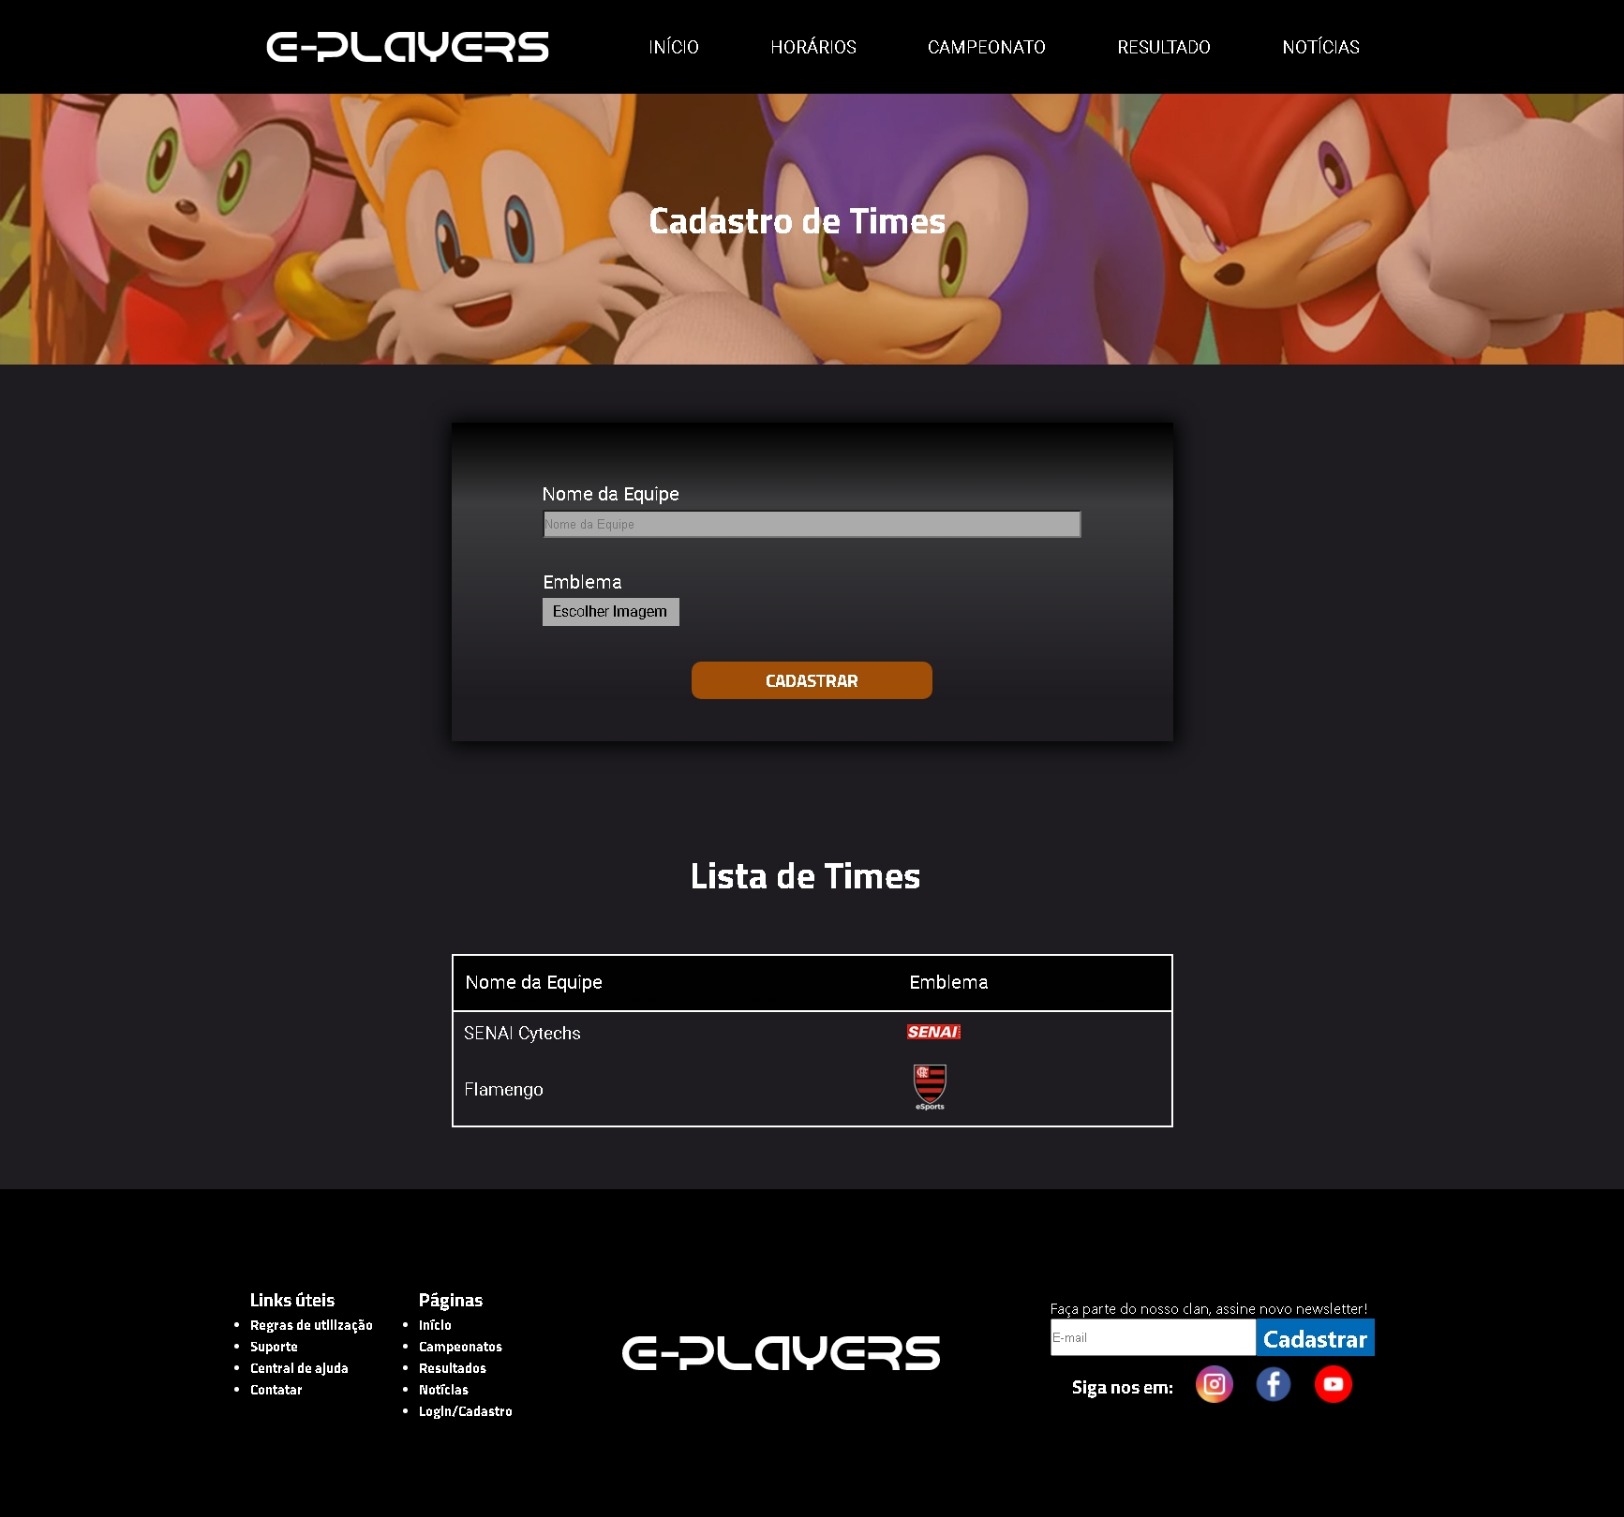 E-PLAYERS INÍCIO HORÁRIOS CAMPEONATO RESULTADO NOTÍCIAS
Cadastro de Times
Nome da Equipe
Nome da Equipe
Emblema
Escolher Imagem
CADASTRAR
Lista de Times
Nome da Equipe Emblema
SENAI Cytechs SENAI
Flamengo
eSports
Links úteis
Regras de utilização
Suporte
Central de ajuda
Contatar
Páginas
Início
Campeonatos
Resultados
Notícias
Login/Cadastro
E-PLAYERS
Faça parte do nosso clan, assine novo newsletter!
E-mail Cadastrar
Siga nos em: